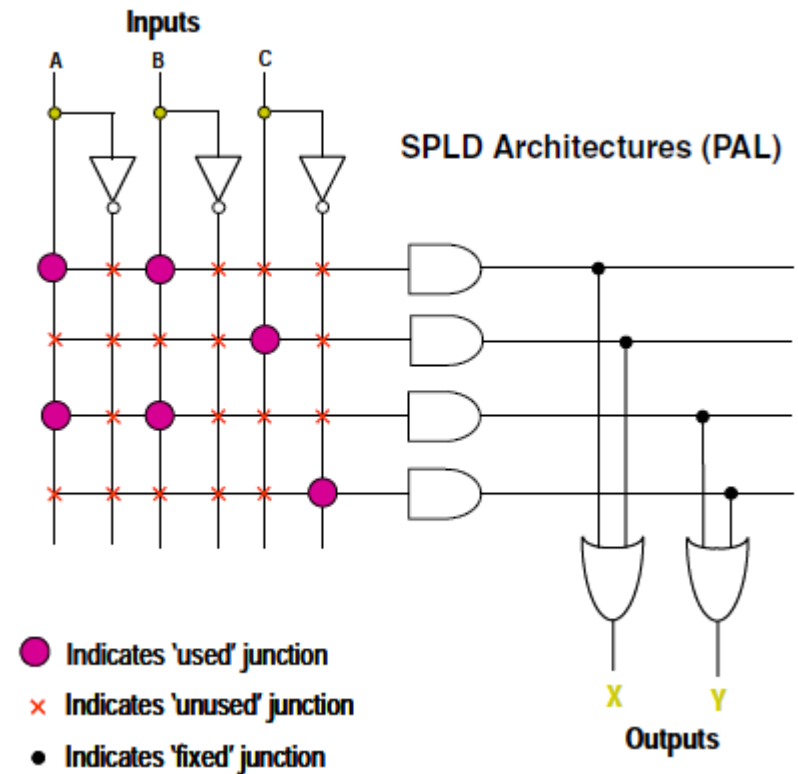 Inputs
A B C
SPLD Architectures (PAL)
X Y
Outputs
Indicates 'used' junction
Indicates 'unused' junction
Indicates 'fixed' junction